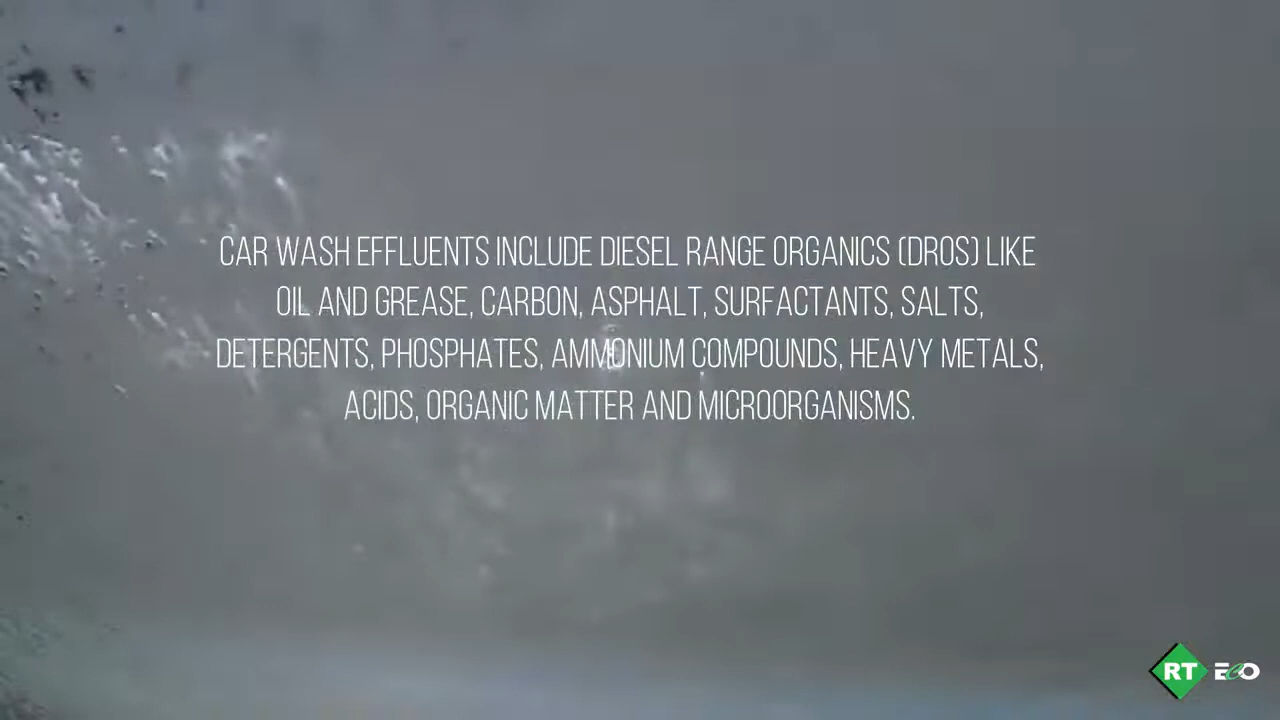 CAR WASH EFFLUENTS INCLUDE DIESEL RANGE ORGANICS (DROS) LIKE
OIL AND GREASE, CARBON, ASPHALT, SURFACTANTS, SALTS,
DETERGENTS, PHOSPHATES, AMMONIUM COMPOUNDS, HEAVY METALS,
ACIDS, ORGANIC MATTER AND MICROORGANISMS.
RT ECO